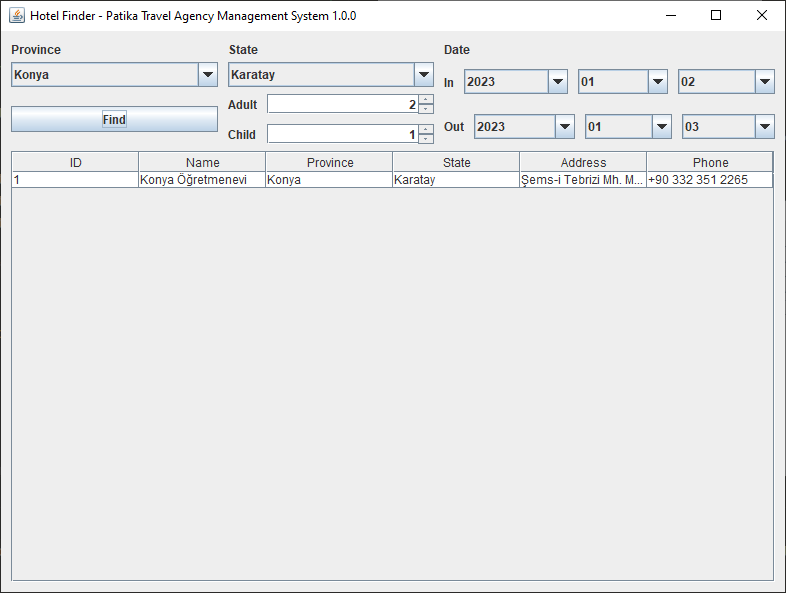 Hotel Finder - Patika Travel Agency Management System 1.0.0
Province State Date
Konya Karatay In 2023 01 02
Find Adult 2
Child 1 Out 2023 01 03
ID Name Province State Address Phone
1 Konya Öğretmenevi Konya Karatay Şems-i Tebrizi Mh. M... +90 332 351 2265